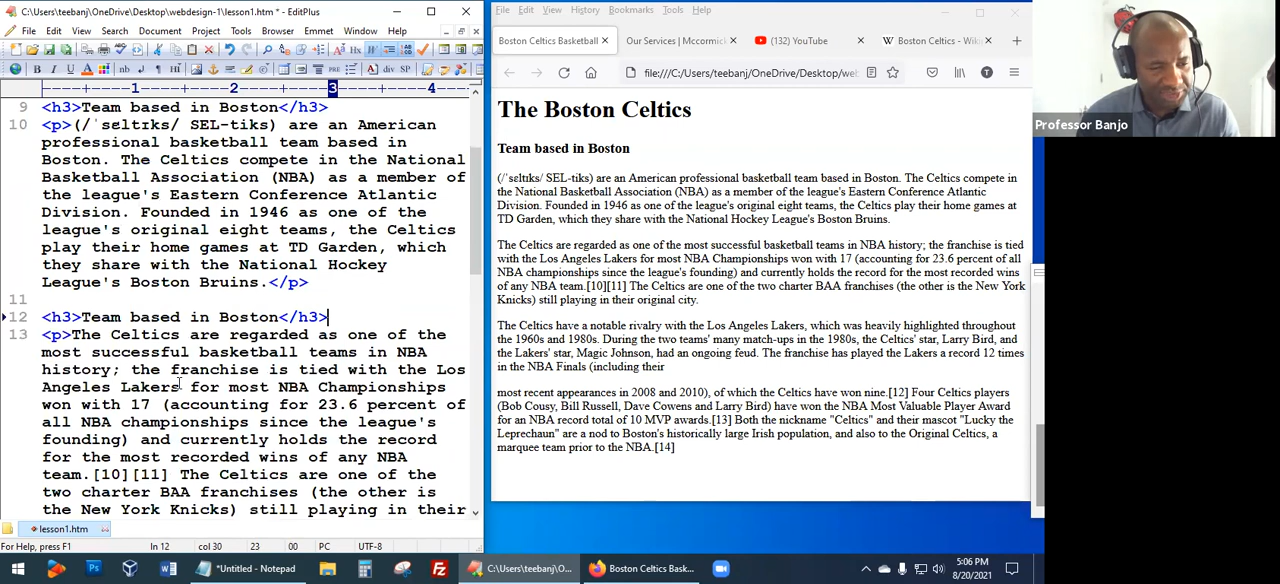 C:\Users\teebanj\OneDrive\Desktop\webdesign-1\lesson1.htm * - EditPlus
File Edit View Search Document Project Tools Browser Emmet Window Help
----+----1----+----2----+----3----+----4
9 <h3>Team based in Boston</h3>
10 <p>(/ˈsɛltɪks/ SEL-tiks) are an American
professional basketball team based in
Boston. The Celtics compete in the National
Basketball Association (NBA) as a member of
the league's Eastern Conference Atlantic
Division. Founded in 1946 as one of the
league's original eight teams, the Celtics
play their home games at TD Garden, which
they share with the National Hockey
League's Boston Bruins.</p>
11
12 <h3>Team based in Boston</h3>
13 <p>The Celtics are regarded as one of the
most successful basketball teams in NBA
history; the franchise is tied with the Los
Angeles Lakers for most NBA Championships
won with 17 (accounting for 23.6 percent of
all NBA championships since the league's
founding) and currently holds the record
for the most recorded wins of any NBA
team.[10][11] The Celtics are one of the
two charter BAA franchises (the other is
the New York Knicks) still playing in their
lesson1.htm
For Help, press F1 ln 12 col 30 23 00 PC UTF-8
File Edit View History Bookmarks Tools Help
Boston Celtics Basketball Our Services | Mccormick (132) YouTube W Boston Celtics - Wiki
file:///C:/Users/teebanj/OneDrive/Desktop/web T
The Boston Celtics
Team based in Boston
(/ˈsɛltɪks/ SEL-tiks) are an American professional basketball team based in Boston. The Celtics compete in
the National Basketball Association (NBA) as a member of the league's Eastern Conference Atlantic
Division. Founded in 1946 as one of the league's original eight teams, the Celtics play their home games at
TD Garden, which they share with the National Hockey League's Boston Bruins.
The Celtics are regarded as one of the most successful basketball teams in NBA history; the franchise is tied
with the Los Angeles Lakers for most NBA Championships won with 17 (accounting for 23.6 percent of all
NBA championships since the league's founding) and currently holds the record for the most recorded wins
of any NBA team.[10][11] The Celtics are one of the two charter BAA franchises (the other is the New York
Knicks) still playing in their original city.
The Celtics have a notable rivalry with the Los Angeles Lakers, which was heavily highlighted throughout
the 1960s and 1980s. During the two teams' many match-ups in the 1980s, the Celtics' star, Larry Bird, and
the Lakers' star, Magic Johnson, had an ongoing feud. The franchise has played the Lakers a record 12 times
in the NBA Finals (including their
most recent appearances in 2008 and 2010), of which the Celtics have won nine.[12] Four Celtics players
(Bob Cousy, Bill Russell, Dave Cowens and Larry Bird) have won the NBA Most Valuable Player Award
for an NBA record total of 10 MVP awards.[13] Both the nickname "Celtics" and their mascot "Lucky the
Leprechaun" are a nod to Boston's historically large Irish population, and also to the Original Celtics, a
marquee team prior to the NBA.[14]
Professor Banjo
*Untitled - Notepad C:\Users\teebanj\O... Boston Celtics Bask... 5:06 PM
8/20/2021